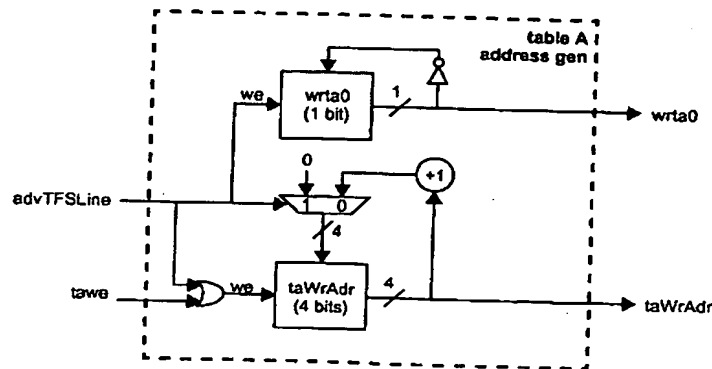 table A
address gen
we
wrta0
(1 bit)
1
wrta0
0
+1
advTFSLine
1 0
4
tawe
we
taWrAdr
(4 bits)
4
taWrAdr